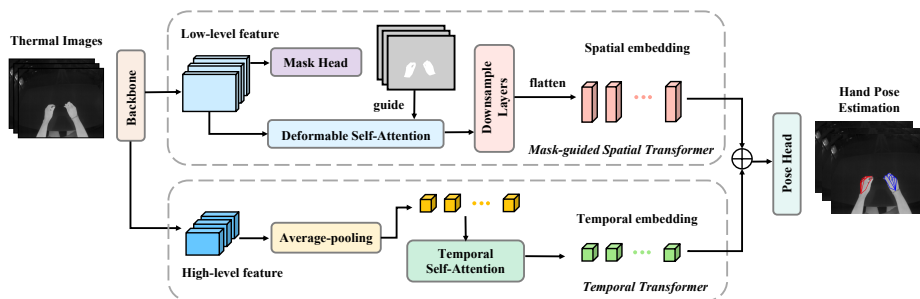 Thermal Images
Backbone
Low-level feature
Mask Head
guide
Deformable Self-Attention
Downsample
Layers
flatten
Spatial embedding
Mask-guided Spatial Transformer
High-level feature
Average-pooling
Temporal
Self-Attention
Temporal embedding
Temporal Transformer
Pose Head
Hand Pose
Estimation